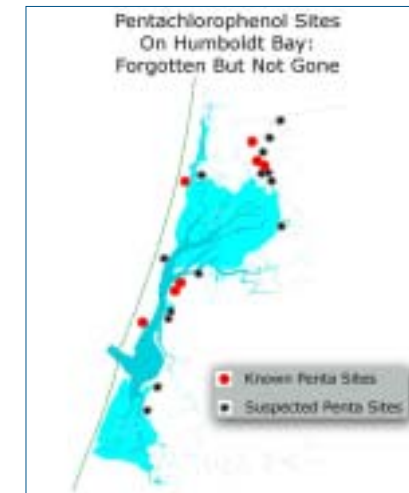 Pentachlorophenol Sites
On Humboldt Bay:
Forgotten But Not Gone
Known Penta Sites
Suspected Penta Sites